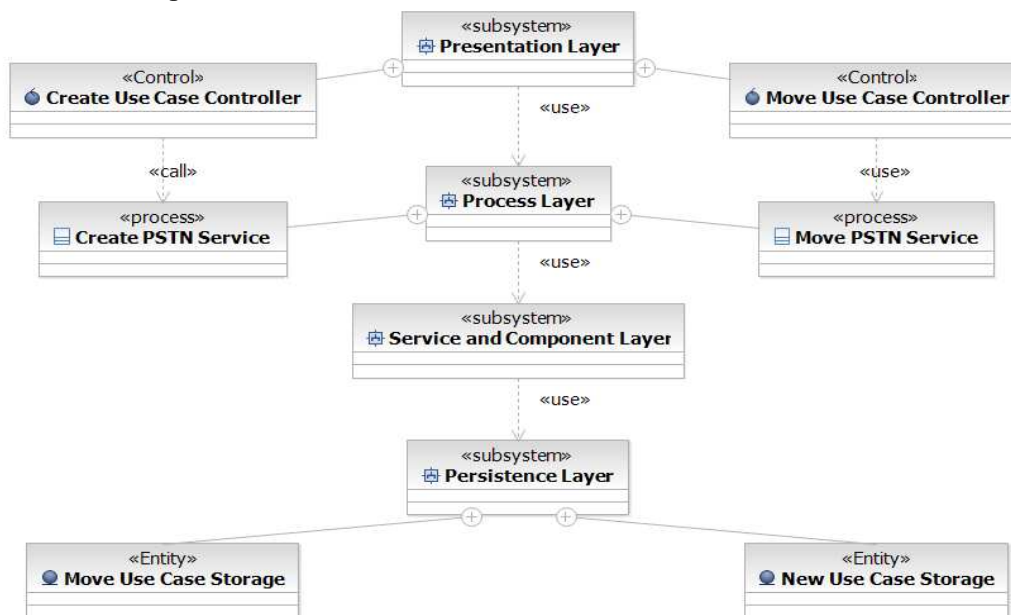 «subsystem»
Presentation Layer
«Control»
Create Use Case Controller
«Control»
Move Use Case Controller
«use»
«call»
«use»
«subsystem»
Process Layer
«process»
Create PSTN Service
«process»
Move PSTN Service
«use»
«subsystem»
Service and Component Layer
«use»
«subsystem»
Persistence Layer
«Entity»
Move Use Case Storage
«Entity»
New Use Case Storage